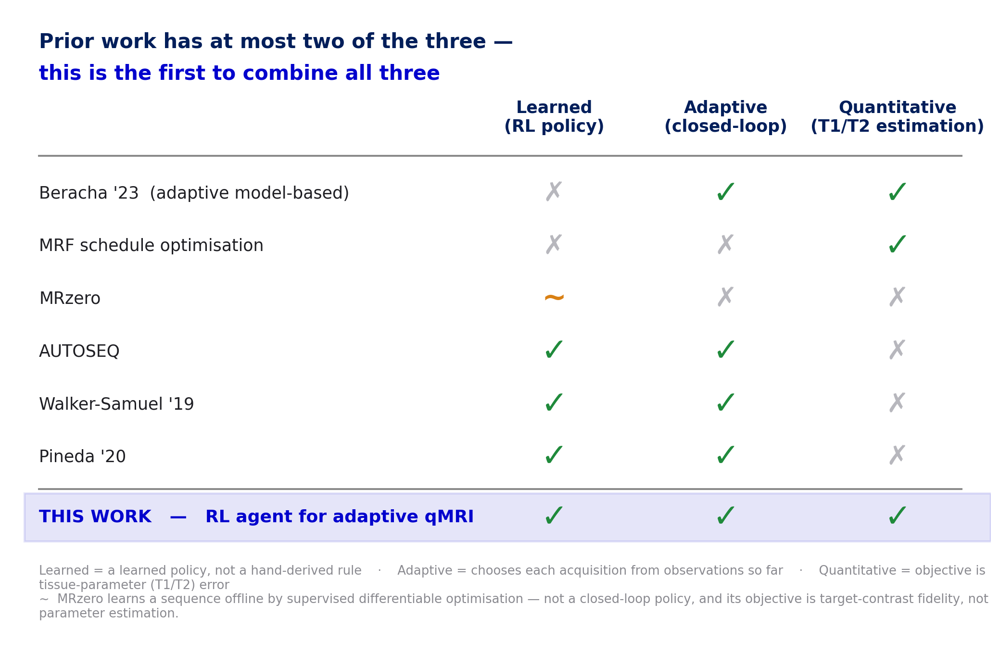 Prior work has at most two of the three —
this is the first to combine all three
Learned
(RL policy)
Adaptive
(closed-loop)
Quantitative
(T1/T2 estimation)
Beracha '23 (adaptive model-based) ✗ ✓ ✓
MRF schedule optimisation ✗ ✗ ✓
MRzero ~ ✗ ✗
AUTOSEQ ✓ ✓ ✗
Walker-Samuel '19 ✓ ✓ ✗
Pineda '20 ✓ ✓ ✗
THIS WORK — RL agent for adaptive qMRI ✓ ✓ ✓
Learned = a learned policy, not a hand-derived rule · Adaptive = chooses each acquisition from observations so far · Quantitative = objective is
tissue-parameter (T1/T2) error
~ MRzero learns a sequence offline by supervised differentiable optimisation — not a closed-loop policy, and its objective is target-contrast fidelity, not
parameter estimation.